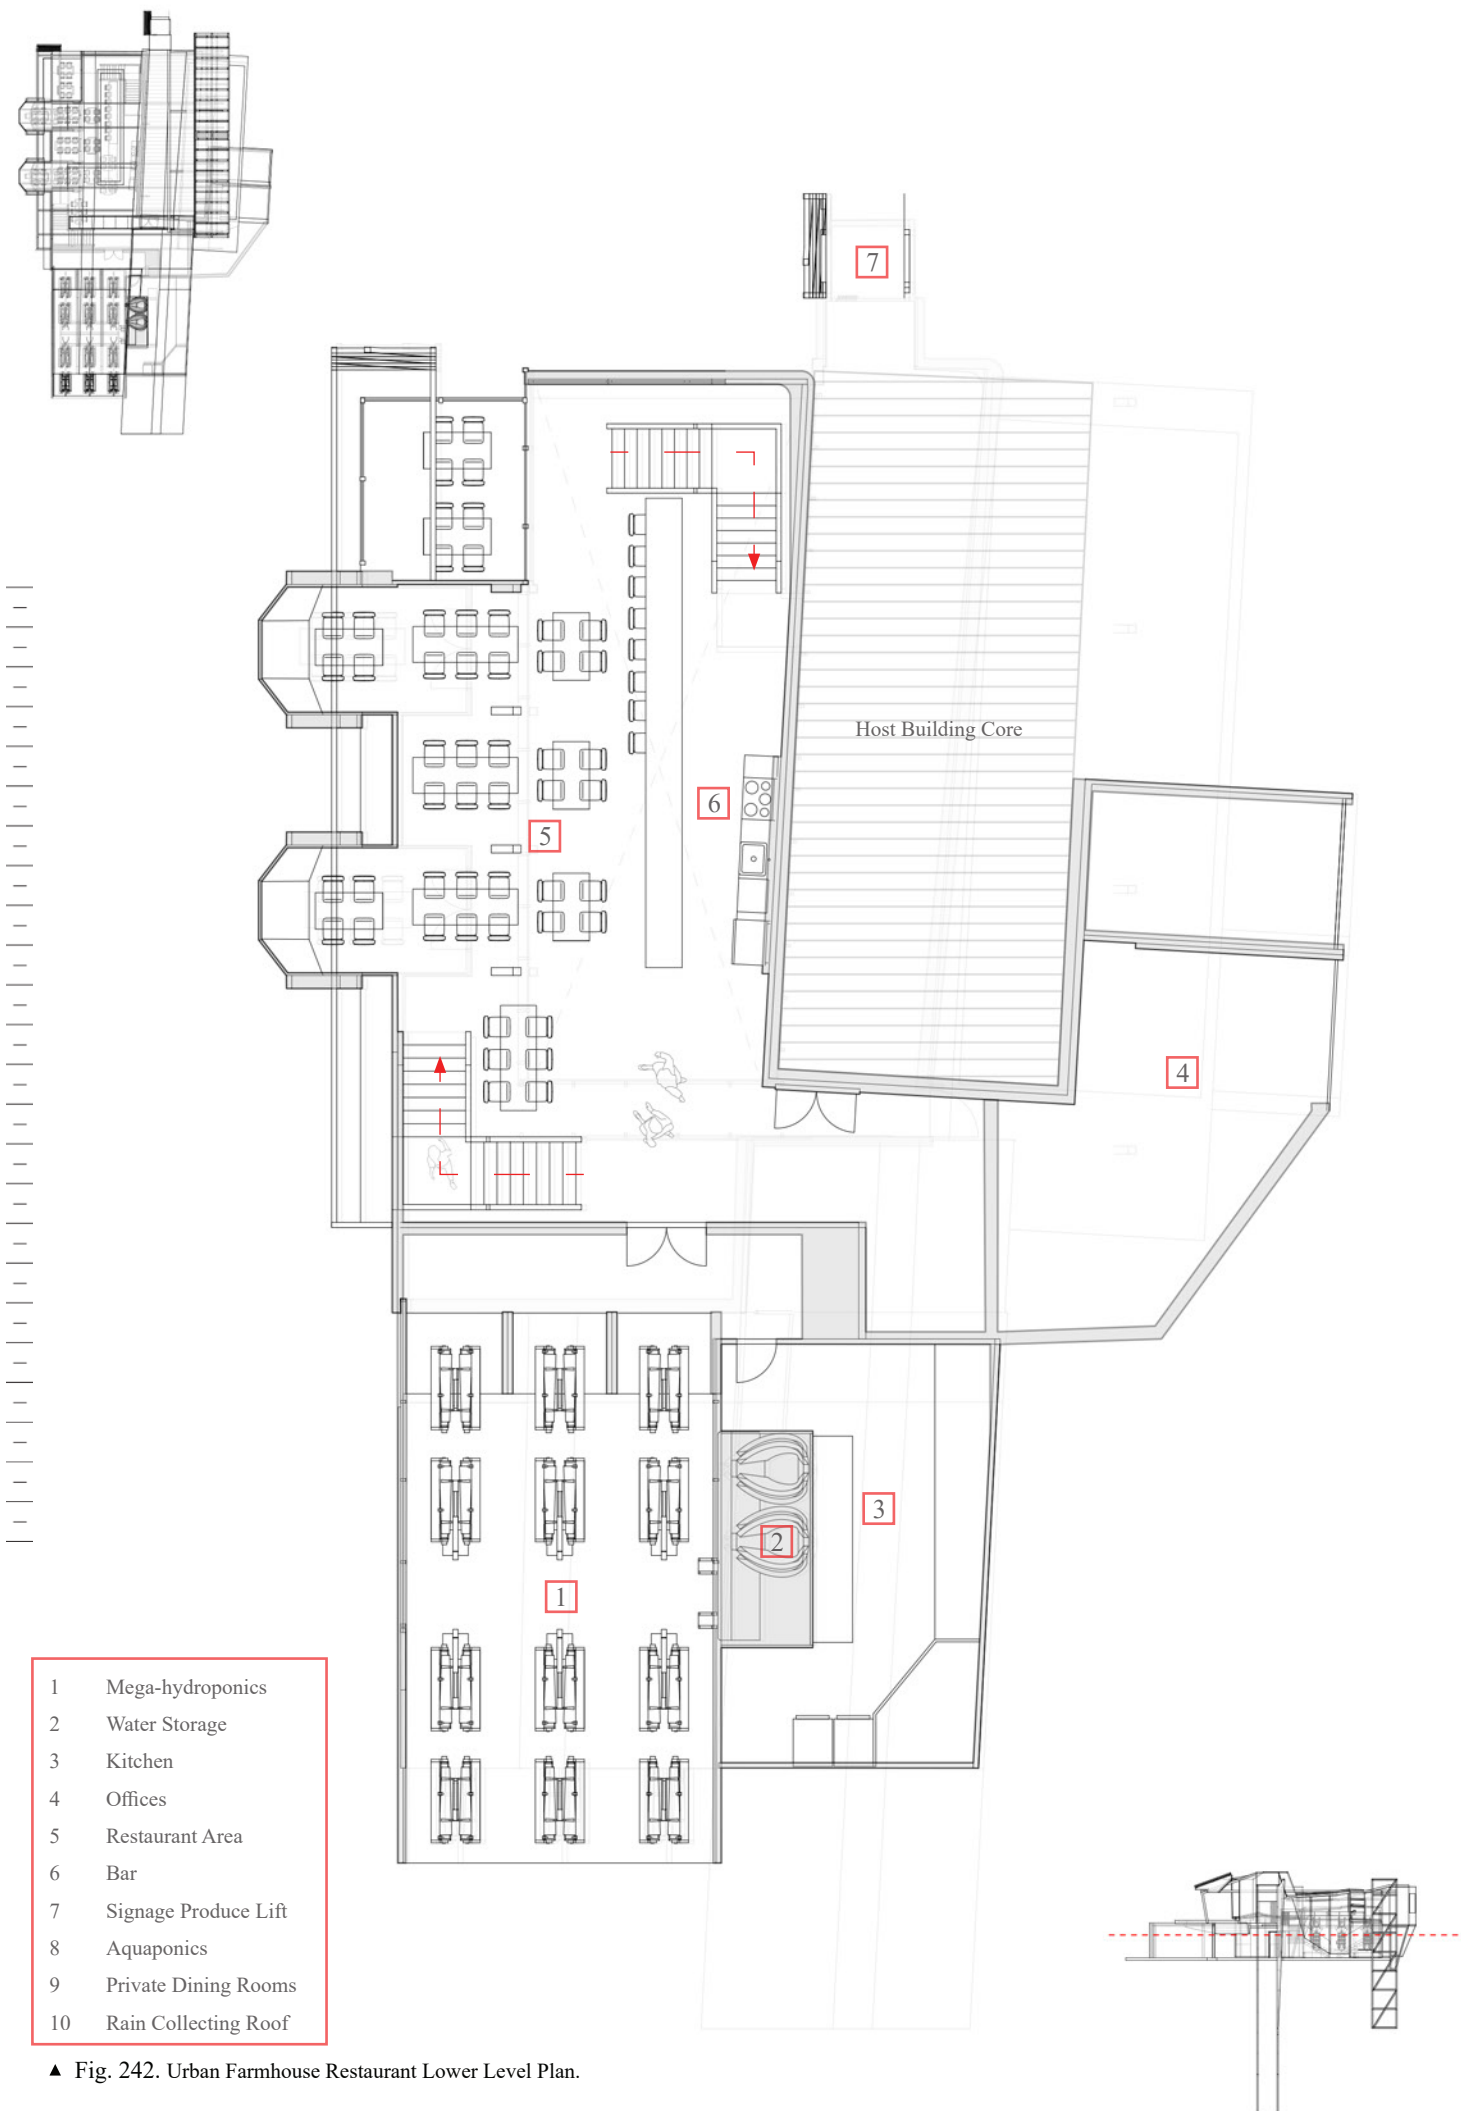 7
Host Building Core
6
5
4
3
2
1
1 Mega-hydroponics
2 Water Storage
3 Kitchen
4 Offices
5 Restaurant Area
6 Bar
7 Signage Produce Lift
8 Aquaponics
9 Private Dining Rooms
10 Rain Collecting Roof
▲ Fig. 242. Urban Farmhouse Restaurant Lower Level Plan.